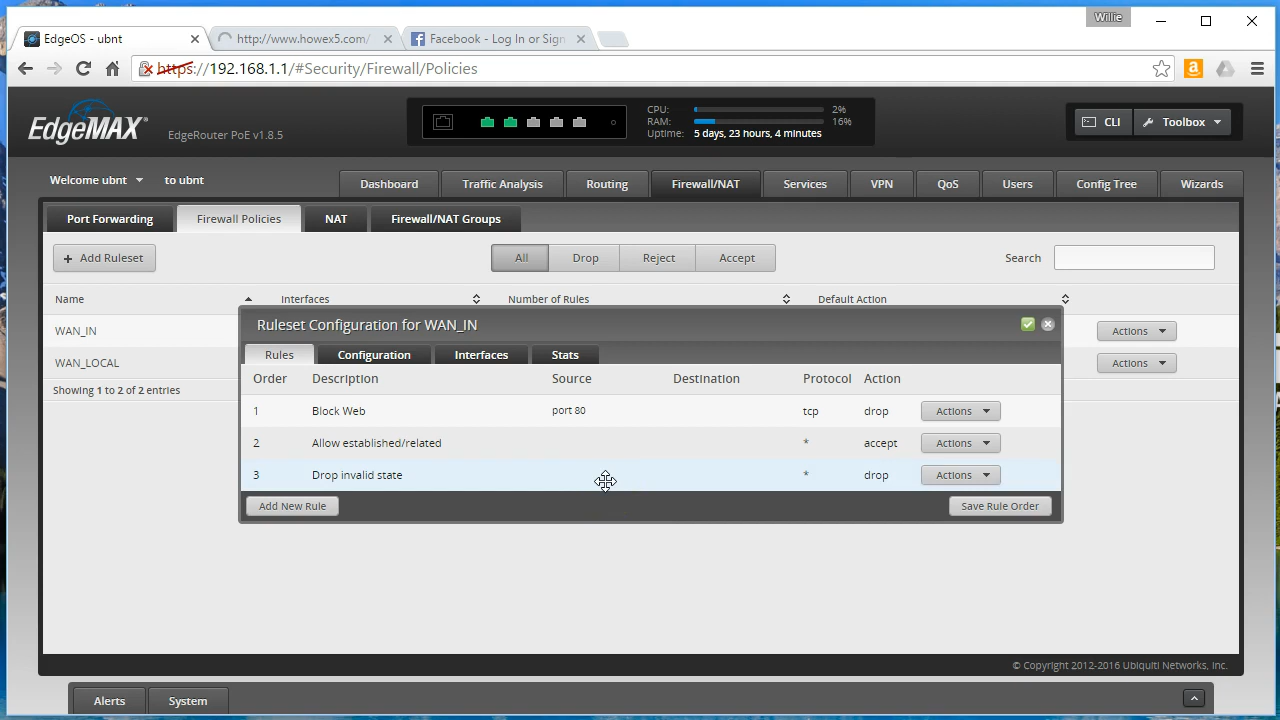 Willie
EdgeOS - ubnt
http://www.howex5.com/
Facebook - Log In or Sign
https://192.168.1.1/#Security/Firewall/Policies
EdgeMAX
EdgeRouter PoE v1.8.5
CPU: 2%
RAM: 16%
Uptime: 5 days, 23 hours, 4 minutes
CLI
Toolbox
Welcome ubnt
to ubnt
Dashboard
Traffic Analysis
Routing
Firewall/NAT
Services
VPN
QoS
Users
Config Tree
Wizards
Port Forwarding
Firewall Policies
NAT
Firewall/NAT Groups
+ Add Ruleset
All
Drop
Reject
Accept
Search
Name Interfaces Number of Rules Default Action
WAN_IN Actions
WAN_LOCAL Actions
Showing 1 to 2 of 2 entries
Ruleset Configuration for WAN_IN
Rules
Configuration
Interfaces
Stats
Order Description Source Destination Protocol Action
1 Block Web port 80 tcp drop Actions
2 Allow established/related * accept Actions
3 Drop invalid state * drop Actions
Add New Rule
Save Rule Order
© Copyright 2012-2016 Ubiquiti Networks, Inc.
Alerts
System